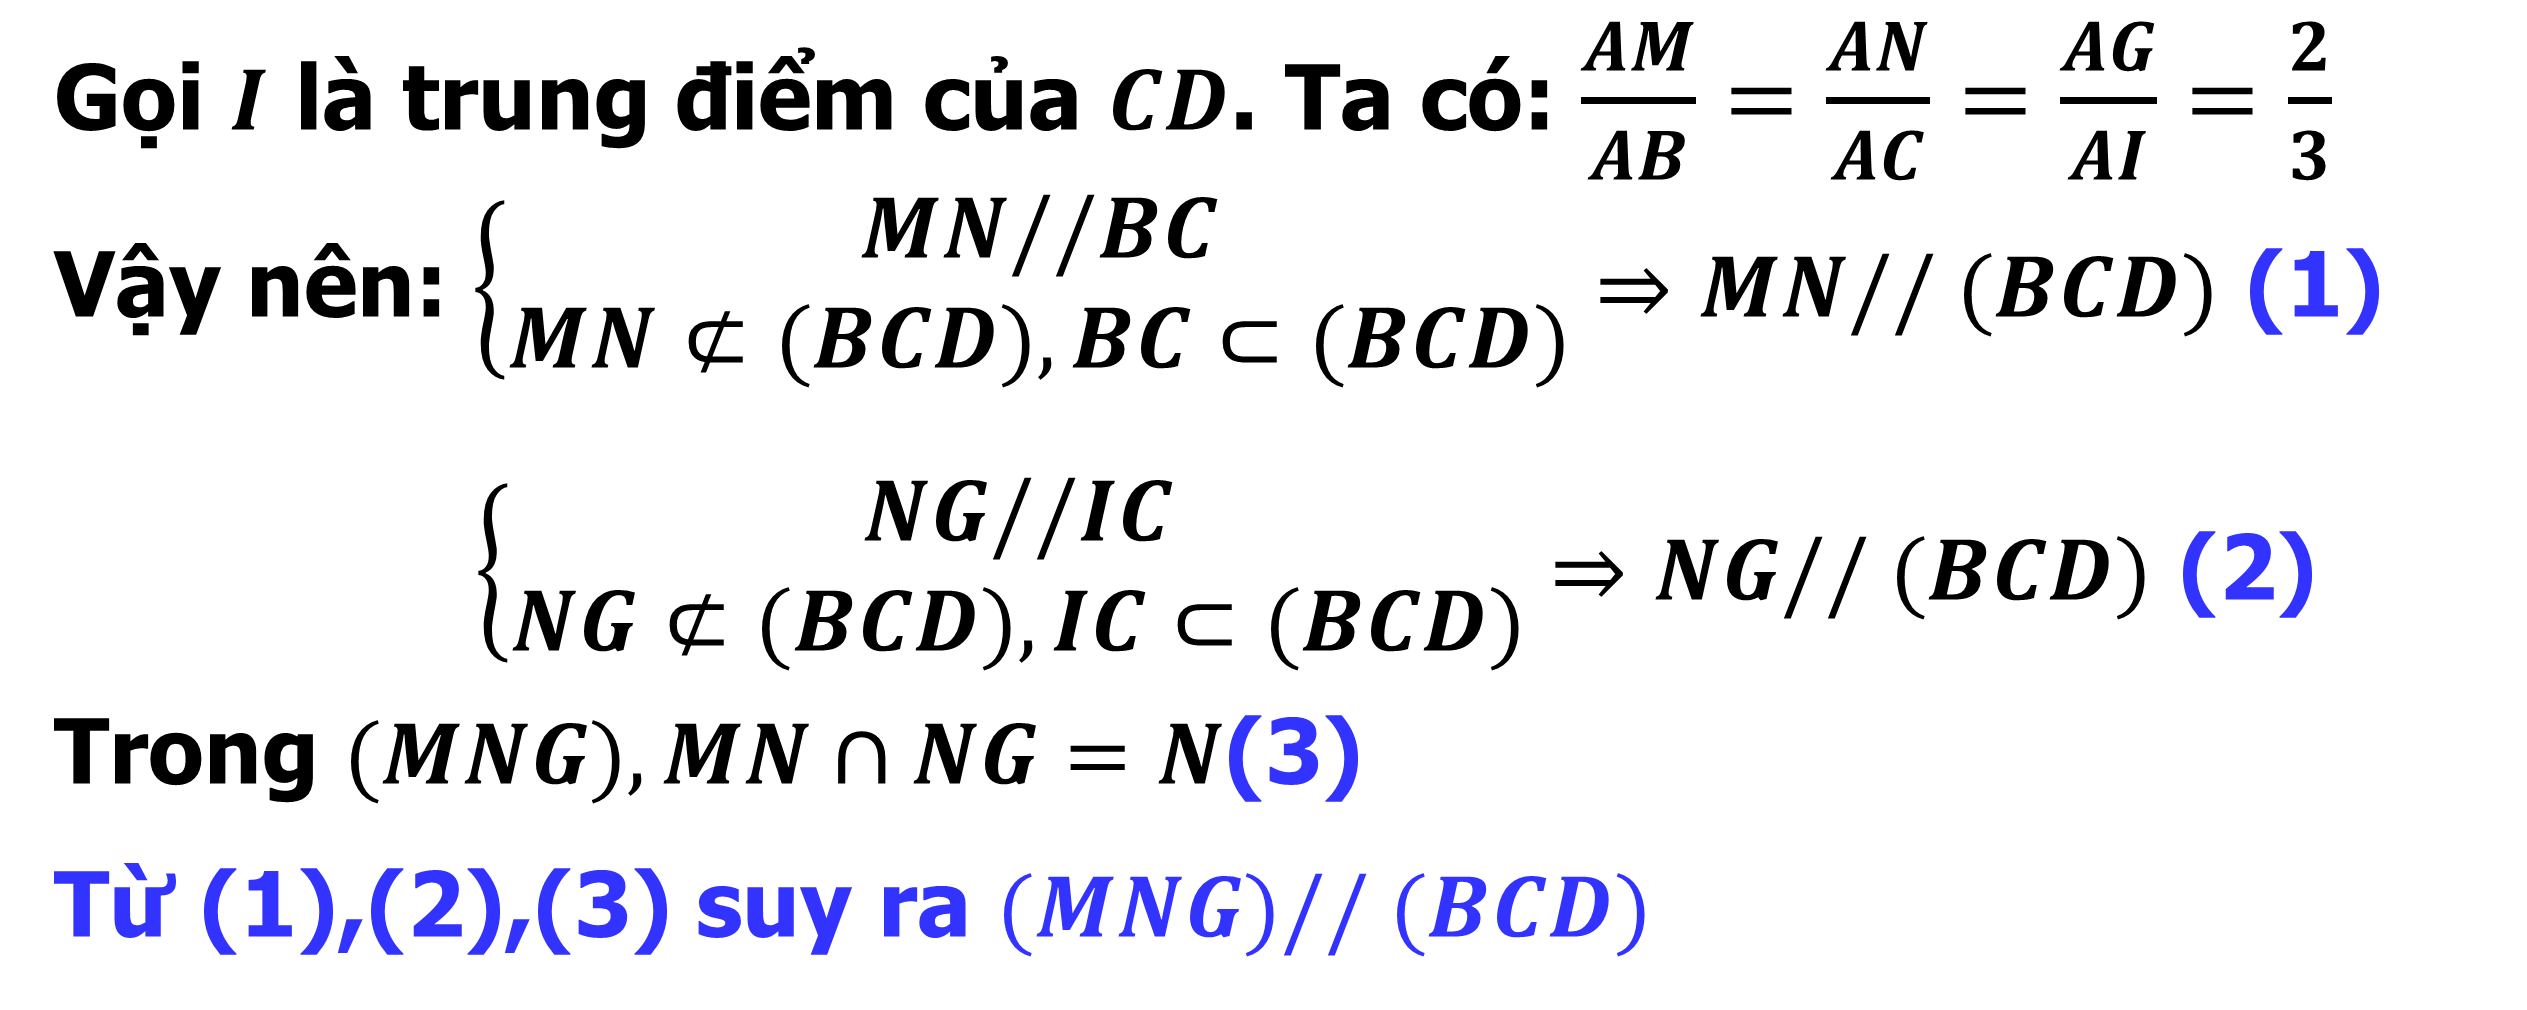 Gọi I là trung điểm của CD. Ta có: AM/AB = AN/AC = AG/AI = 2/3
Vậy nên: { MN//BC
MN ⊄ (BCD), BC ⊂ (BCD) ⇒ MN// (BCD) (1)
{ NG//IC
NG ⊄ (BCD), IC ⊂ (BCD) ⇒ NG// (BCD) (2)
Trong (MNG), MN ∩ NG = N(3)
Từ (1),(2),(3) suy ra (MNG)// (BCD)